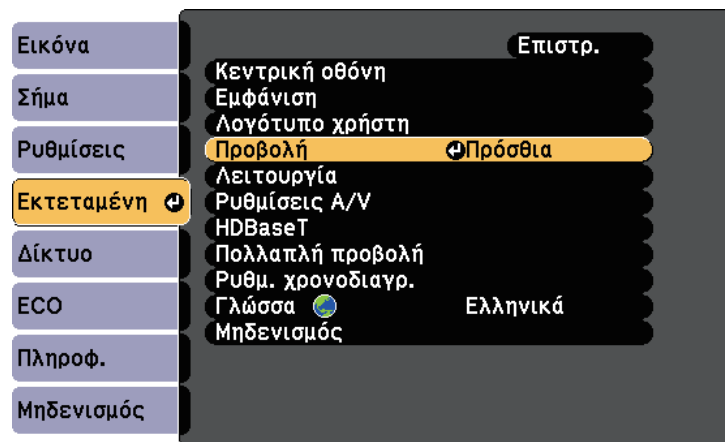 Εικόνα
Σήμα
Ρυθμίσεις
Εκτεταμένη
Δίκτυο
ECO
Πληροφ.
Μηδενισμός
Επιστρ.
Κεντρική οθόνη
Εμφάνιση
Λογότυπο χρήστη
Προβολή Πρόσθια
Λειτουργία
Ρυθμίσεις A/V
HDBaseT
Πολλαπλή προβολή
Ρυθμ. χρονοδιαγρ.
Γλώσσα Ελληνικά
Μηδενισμός